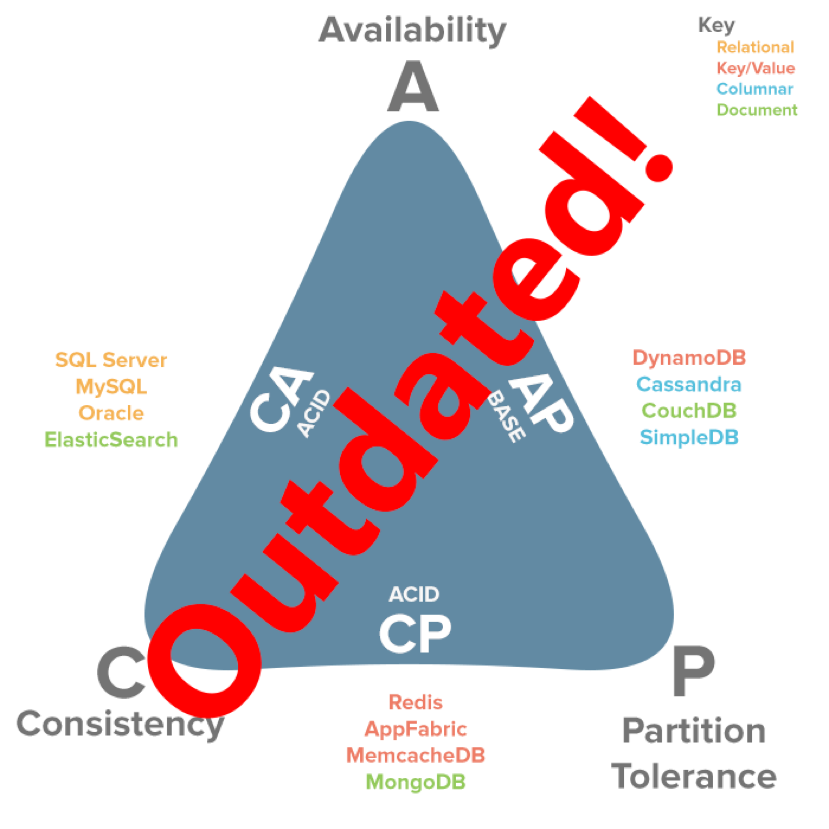 Availability
A
Key
Relational
Key/Value
Columnar
Document
Outdated!
SQL Server
MySQL
Oracle
ElasticSearch
CA
ACID
AP
BASE
DynamoDB
Cassandra
CouchDB
SimpleDB
ACID
CP
C
Consistency
P
Partition
Tolerance
Redis
AppFabric
MemcacheDB
MongoDB